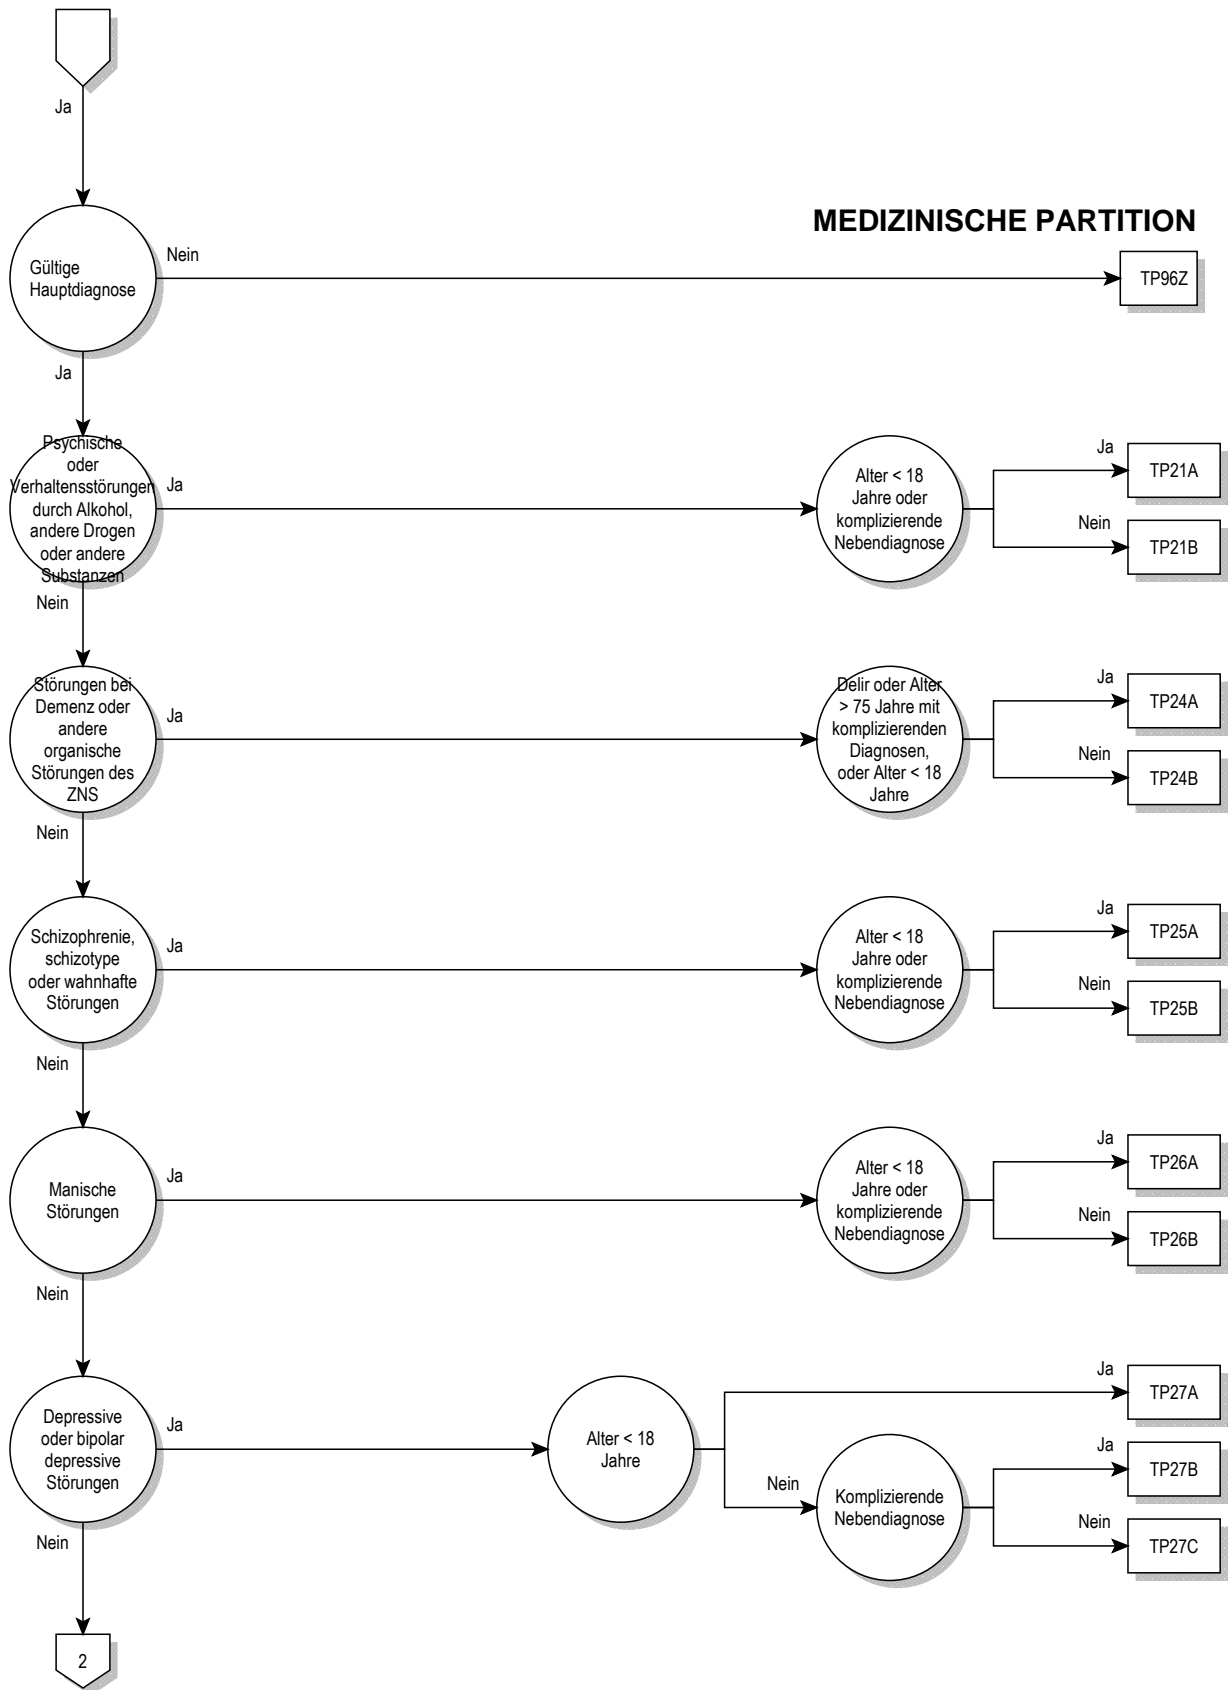 Ja
MEDIZINISCHE PARTITION
Gültige
Hauptdiagnose
Nein
TP96Z
Ja
Psychische
oder
Verhaltensstörungen
durch Alkohol,
andere Drogen
oder andere
Substanzen
Ja
Alter < 18
Jahre oder
komplizierende
Nebendiagnose
Ja
TP21A
Nein
TP21B
Nein
Störungen bei
Demenz oder
andere
organische
Störungen des
ZNS
Ja
Delir oder Alter
> 75 Jahre mit
komplizierenden
Diagnosen,
oder Alter < 18
Jahre
Ja
TP24A
Nein
TP24B
Nein
Schizophrenie,
schizotype
oder wahnhafte
Störungen
Ja
Alter < 18
Jahre oder
komplizierende
Nebendiagnose
Ja
TP25A
Nein
TP25B
Nein
Manische
Störungen
Ja
Alter < 18
Jahre oder
komplizierende
Nebendiagnose
Ja
TP26A
Nein
TP26B
Nein
Depressive
oder bipolar
depressive
Störungen
Ja
Alter < 18
Jahre
Ja
TP27A
Nein
Komplizierende
Nebendiagnose
Ja
TP27B
Nein
TP27C
Nein
2